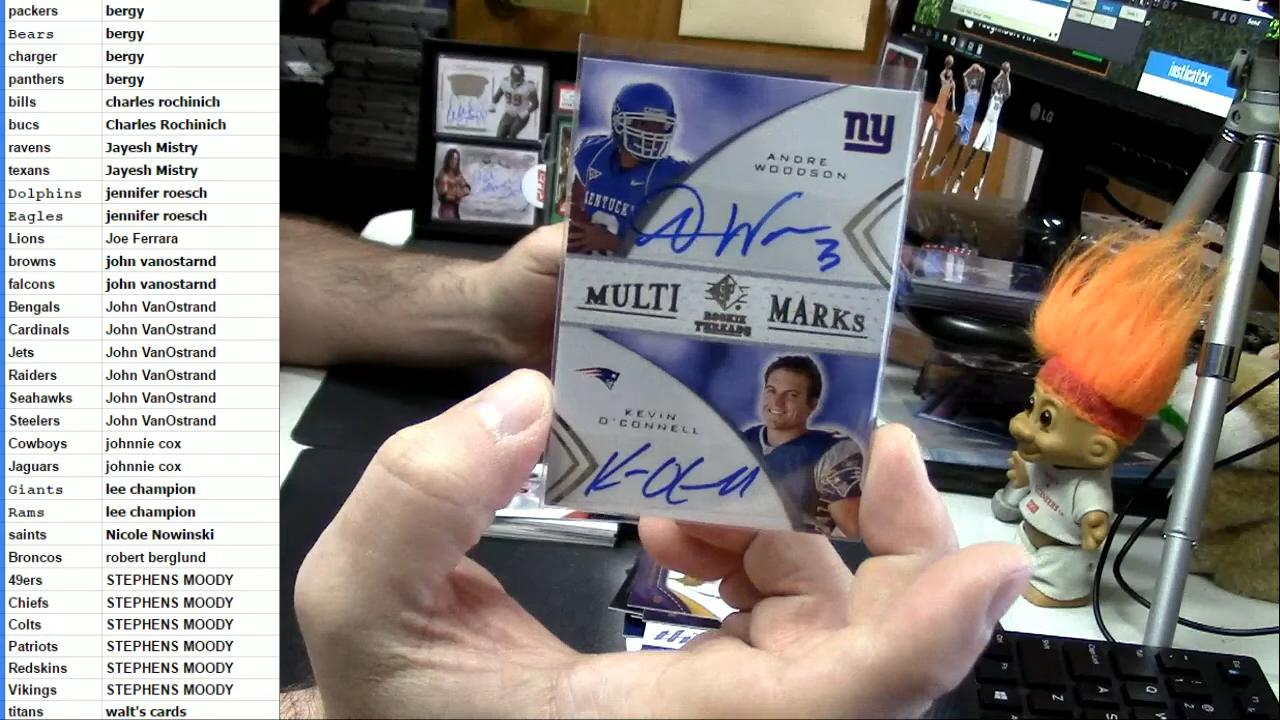 packers bergy
Bears bergy
charger bergy
panthers bergy
bills charles rochinich
bucs Charles Rochinich
ravens Jayesh Mistry
texans Jayesh Mistry
Dolphins jennifer roesch
Eagles jennifer roesch
Lions Joe Ferrara
browns john vanostarnd
falcons john vanostarnd
Bengals John VanOstrand
Cardinals John VanOstrand
Jets John VanOstrand
Raiders John VanOstrand
Seahawks John VanOstrand
Steelers John VanOstrand
Cowboys johnnie cox
Jaguars johnnie cox
Giants lee champion
Rams lee champion
saints Nicole Nowinski
Broncos robert berglund
49ers STEPHENS MOODY
Chiefs STEPHENS MOODY
Colts STEPHENS MOODY
Patriots STEPHENS MOODY
Redskins STEPHENS MOODY
Vikings STEPHENS MOODY
titans walt's cards
ny
ANDRE
WOODSON
KENTUCK
3
MULTI MARKS
SP
ROOKIE
THREADS
KEVIN
O'CONNELL
LG
instigator